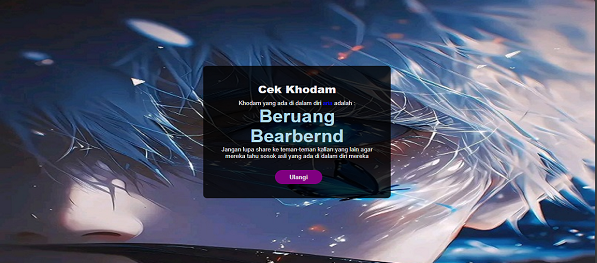 Cek Khodam
Khodam yang ada di dalam diri adalah :
Beruang
Bearbernd
Jangan lupa share ke teman-teman kalian yang lain agar
mereka tahu sosok asli yang ada di dalam diri mereka
Ulangi